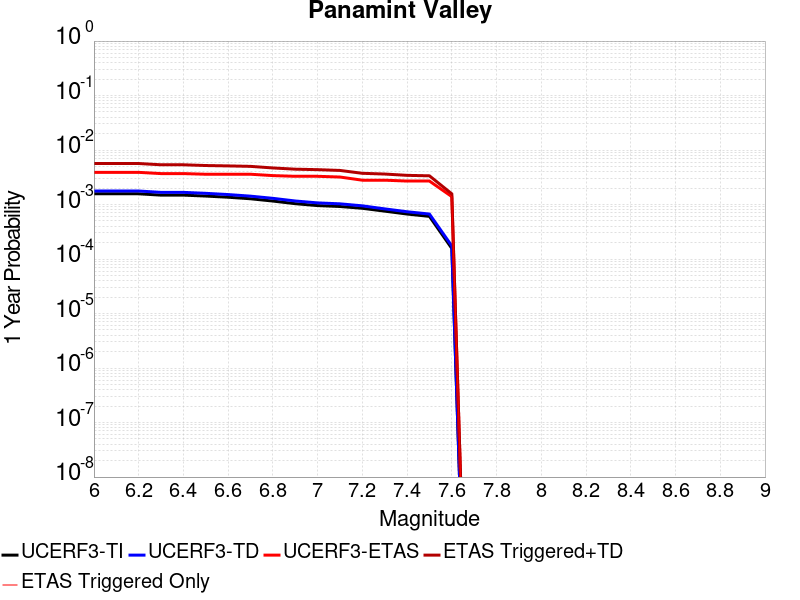 Panamint Valley
10^0
10^-1
10^-2
10^-3
10^-4
10^-5
10^-6
10^-7
10^-8
1 Year Probability
6 6.2 6.4 6.6 6.8 7 7.2 7.4 7.6 7.8 8 8.2 8.4 8.6 8.8 9
Magnitude
UCERF3-TI UCERF3-TD UCERF3-ETAS ETAS Triggered+TD
ETAS Triggered Only